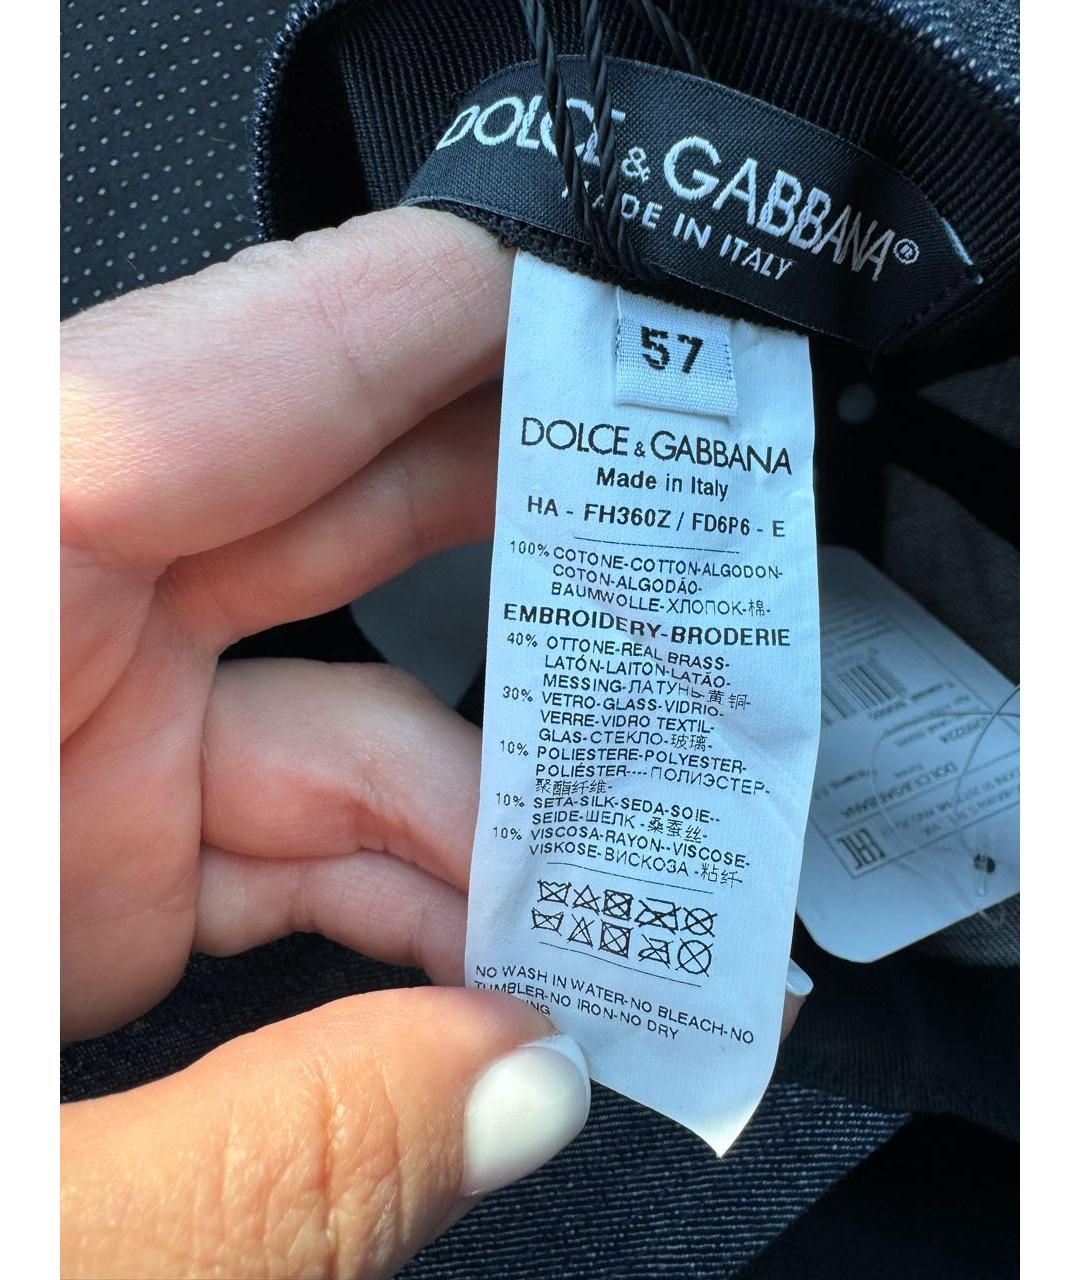 DOLCE & GABBANA®
MADE IN ITALY
57
DOLCE & GABBANA
Made in Italy
HA - FH360Z / FD6P6 - E
100% COTONE-COTTON-ALGODON-
COTON-ALGODÃO-
BAUMWOLLE-ХЛОПОК-棉-
EMBROIDERY-BRODERIE
40% OTTONE-REAL BRASS-
LATÓN-LAITON-LATÃO-
MESSING-ЛАТУНЬ-黄铜-
30% VETRO-GLASS-VIDRIO-
VERRE-VIDRO TEXTIL-
GLAS-СТЕКЛО-玻璃-
10% POLIESTERE-POLYESTER-
POLIÉSTER----ПОЛИЭСТЕР-
聚酯纤维-
10% SETA-SILK-SEDA-SOIE--
SEIDE-ШЕЛК -桑蚕丝-
10% VISCOSA-RAYON--VISCOSE-
VISKOSE-ВИСКОЗА -粘纤-
NO WASH IN WATER-NO BLEACH-NO
TUMBLER-NO IRON-NO DRY
EAC
DOLCE&GABBANA